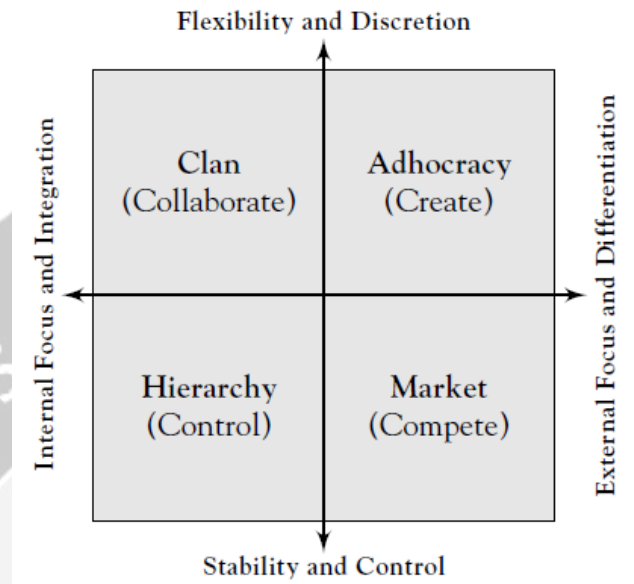 Flexibility and Discretion
Internal Focus and Integration
Clan
(Collaborate)
Adhocracy
(Create)
External Focus and Differentiation
Hierarchy
(Control)
Market
(Compete)
Stability and Control